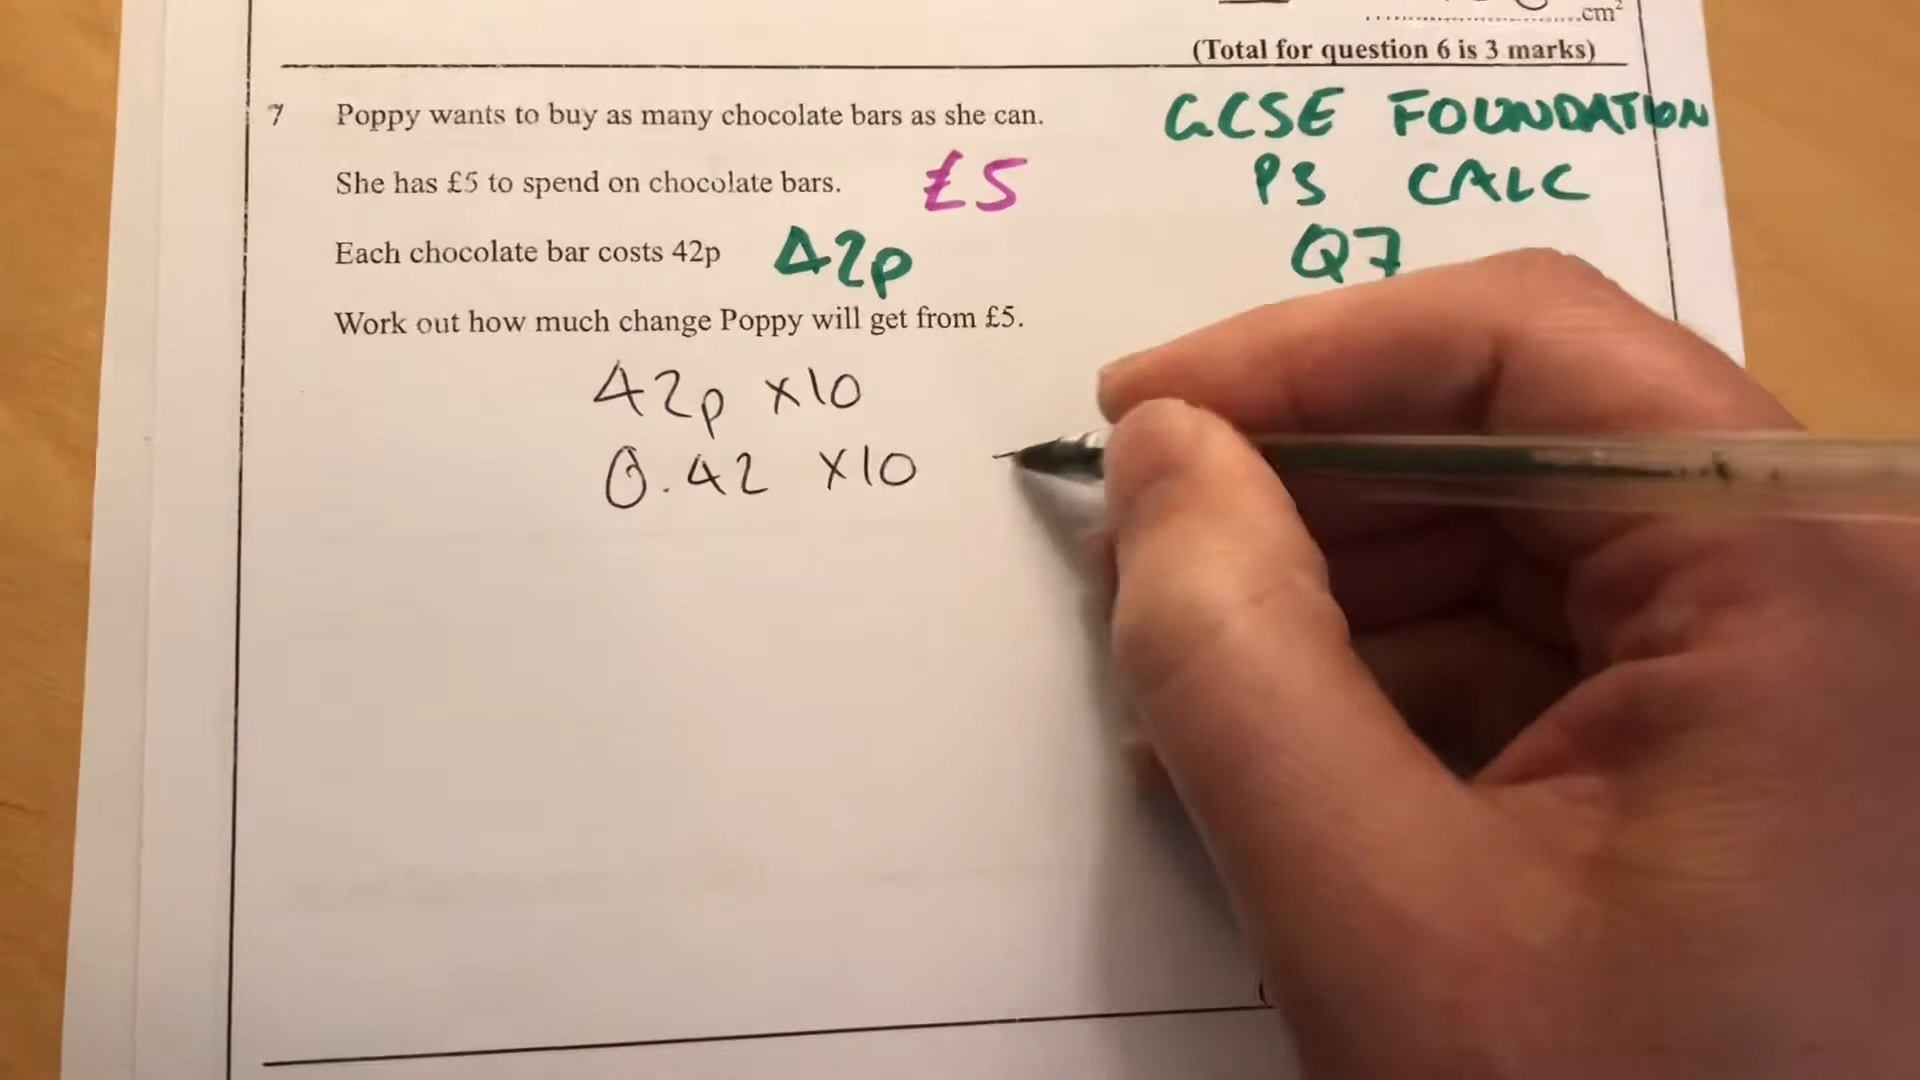 cm²
(Total for question 6 is 3 marks)
7 Poppy wants to buy as many chocolate bars as she can.
GCSE FOUNDATION
She has £5 to spend on chocolate bars. £5
P3 CALC
Each chocolate bar costs 42p 42p
Q7
Work out how much change Poppy will get from £5.
42p ×10
0.42 ×10